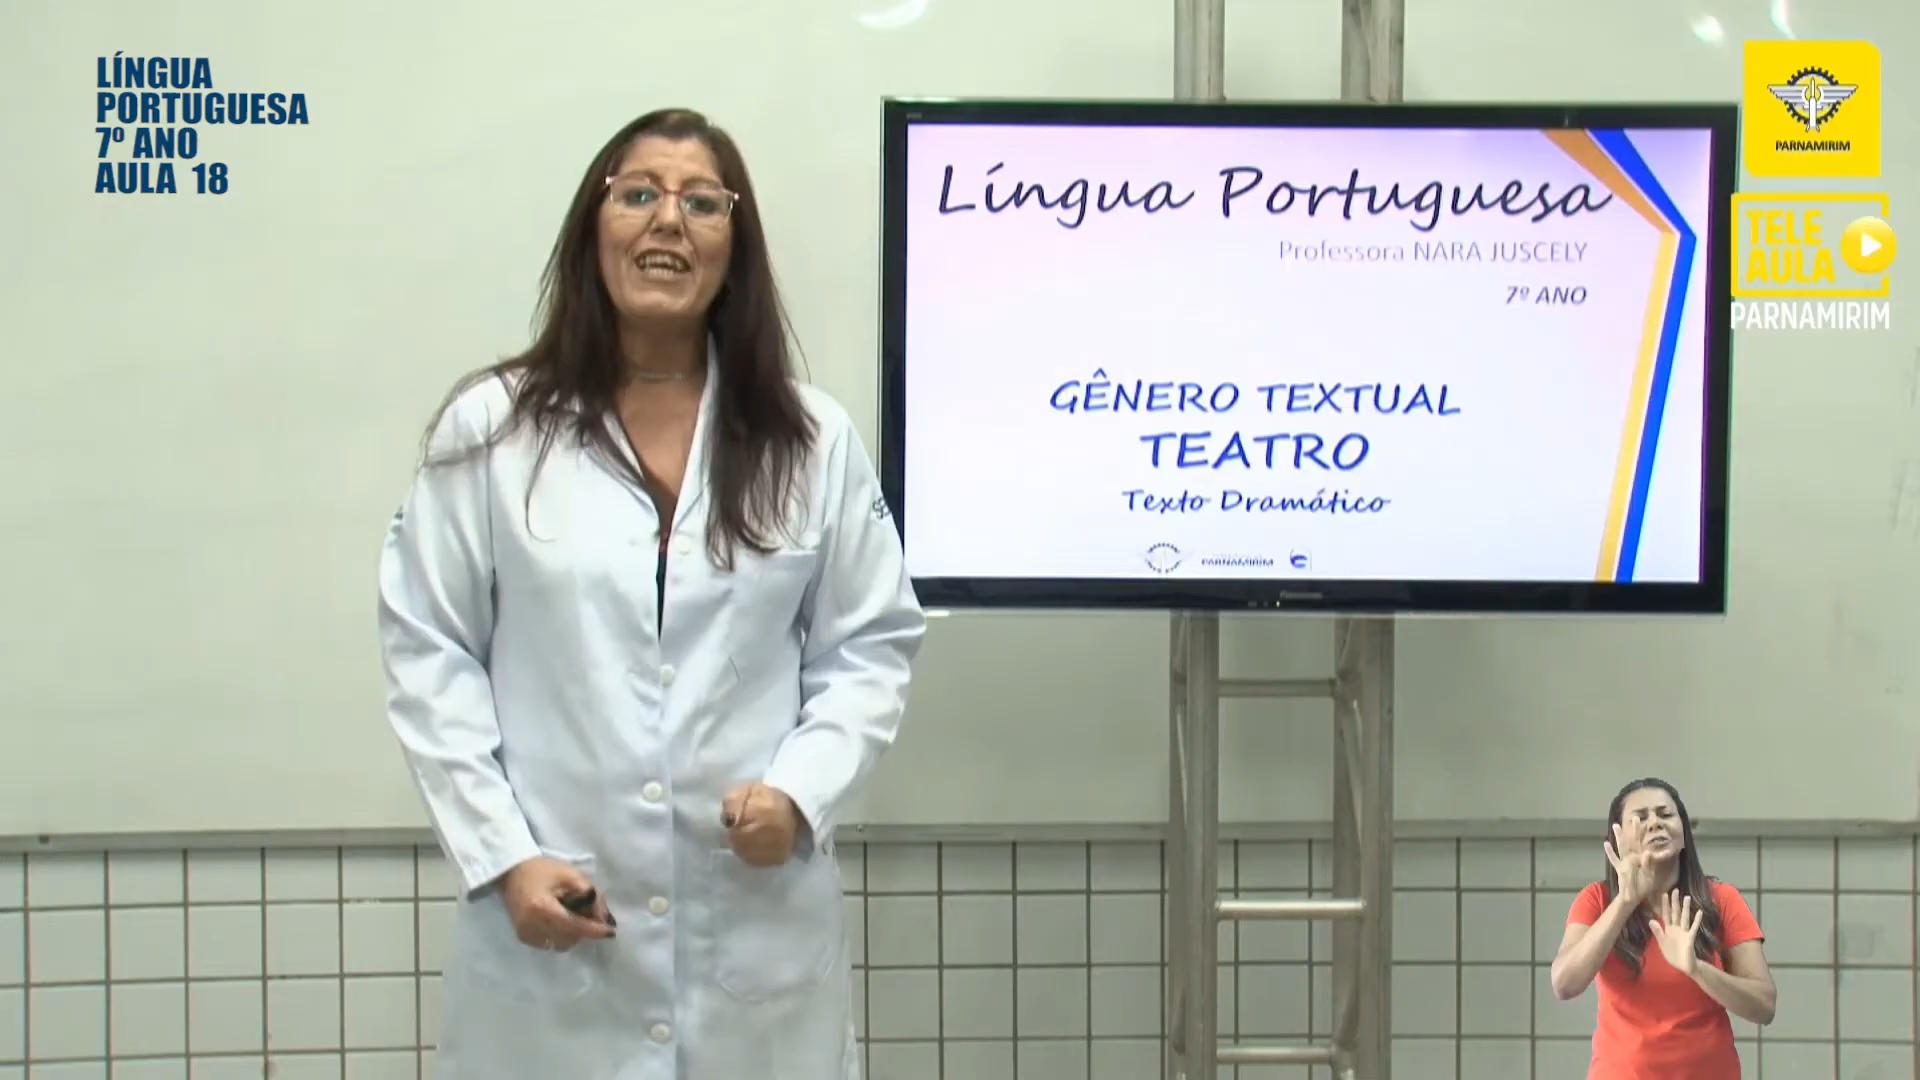 LÍNGUA
PORTUGUESA
7º ANO
AULA 18
Língua Portuguesa
Professora NARA JUSCELY
7º ANO
GÊNERO TEXTUAL
TEATRO
Texto Dramático
PARNAMIRIM
PARNAMIRIM
TELE
AULA
PARNAMIRIM